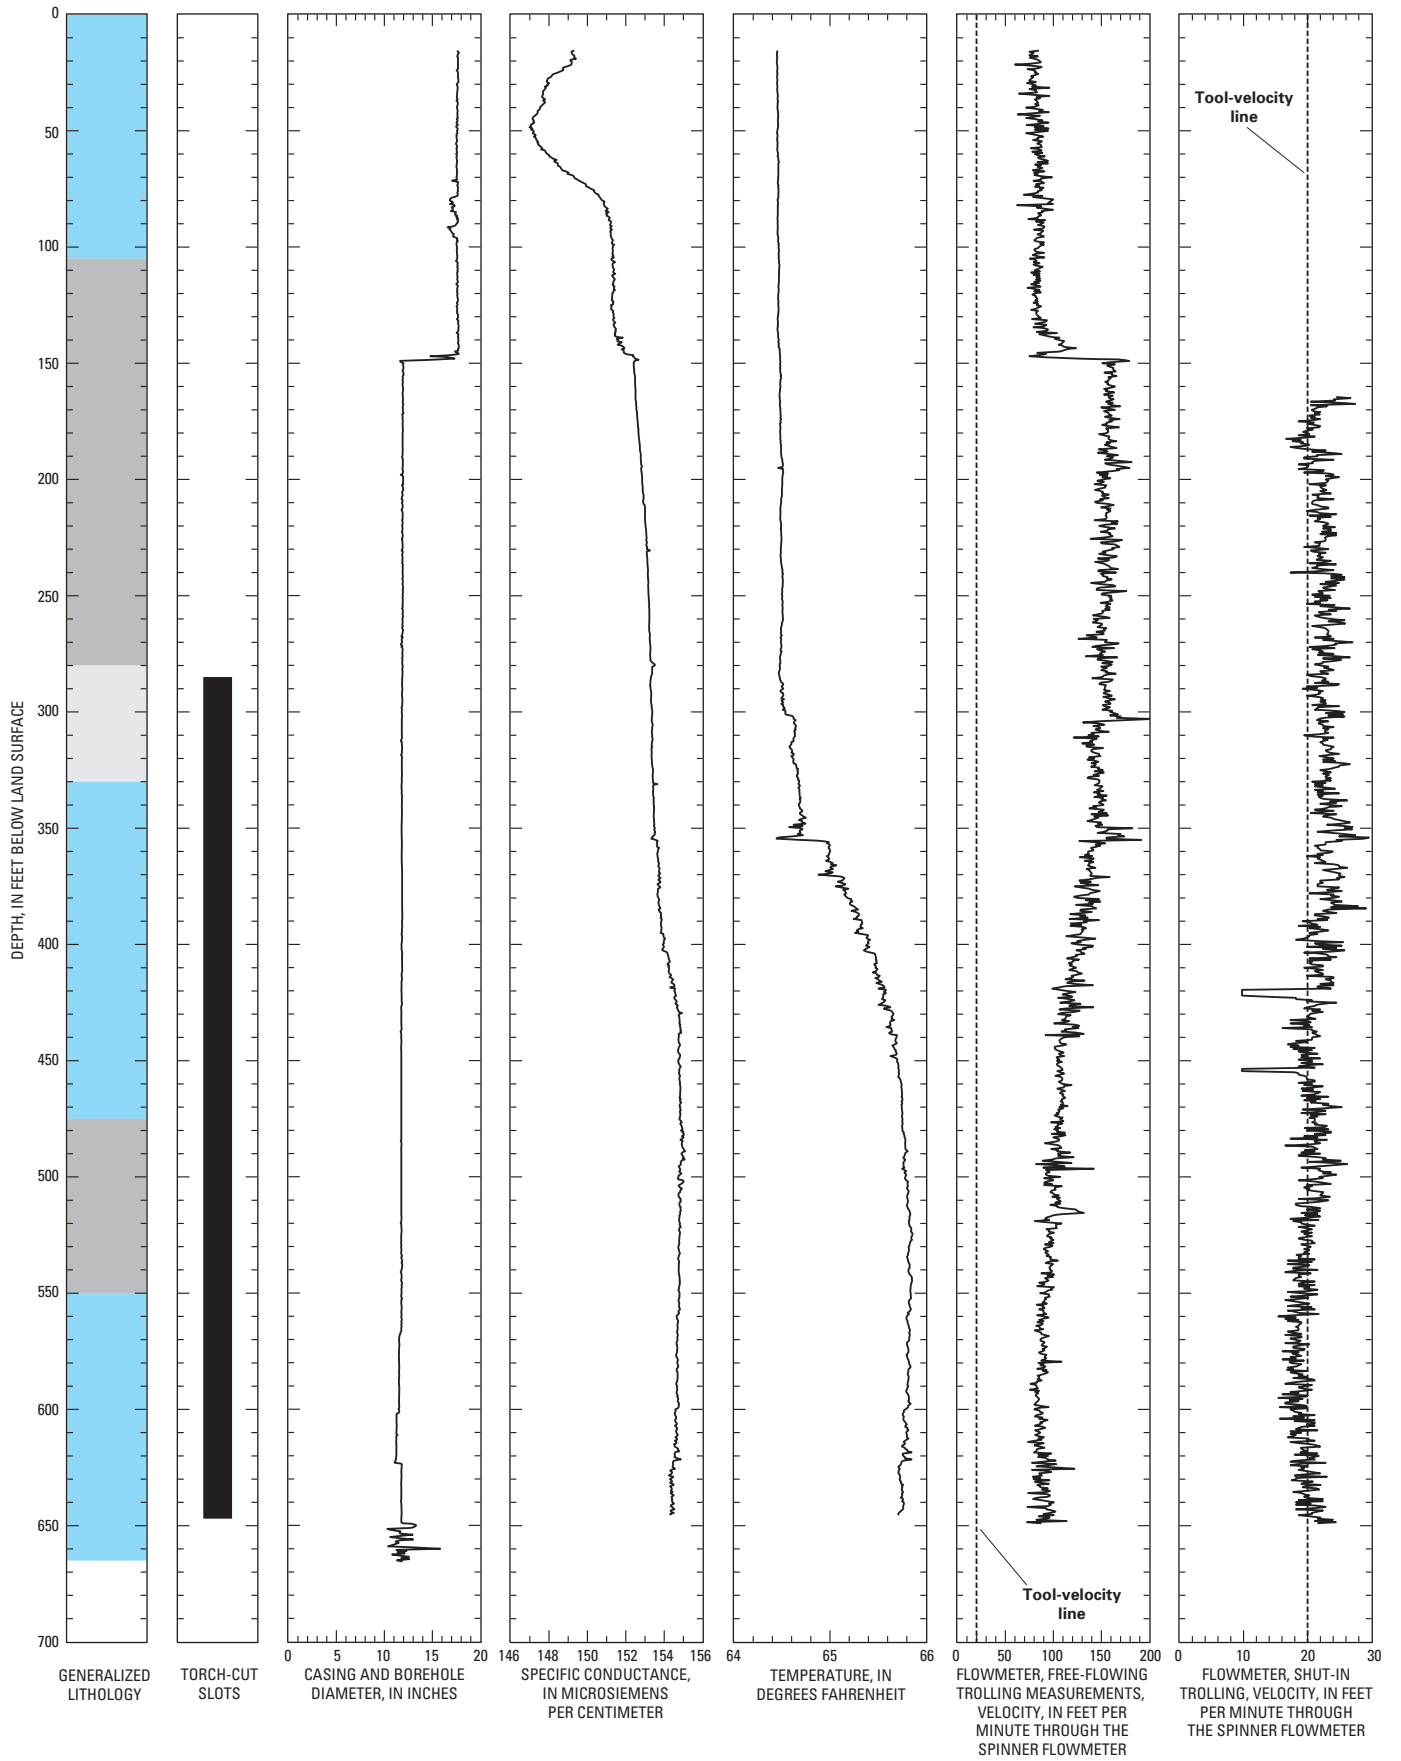 0
50
100
150
200
250
300
350
400
450
500
550
600
650
700
DEPTH, IN FEET BELOW LAND SURFACE
Tool-velocity
line
Tool-velocity
line
GENERALIZED
LITHOLOGY
TORCH-CUT
SLOTS
0 5 10 15 20
CASING AND BOREHOLE
DIAMETER, IN INCHES
146 148 150 152 154 156
SPECIFIC CONDUCTANCE,
IN MICROSIEMENS
PER CENTIMETER
64 65 66
TEMPERATURE, IN
DEGREES FAHRENHEIT
0 50 100 150 200
FLOWMETER, FREE-FLOWING
TROLLING MEASUREMENTS,
VELOCITY, IN FEET PER
MINUTE THROUGH THE
SPINNER FLOWMETER
0 10 20 30
FLOWMETER, SHUT-IN
TROLLING, VELOCITY, IN FEET
PER MINUTE THROUGH
THE SPINNER FLOWMETER